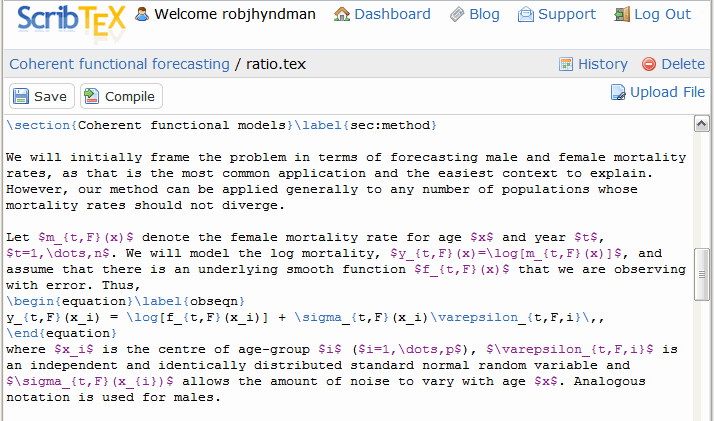 ScribTEX Welcome robjhyndman Dashboard Blog Support Log Out
Coherent functional forecasting / ratio.tex History Delete
Save Compile Upload File
\section{Coherent functional models}\label{sec:method}
We will initially frame the problem in terms of forecasting male and female mortality
rates, as that is the most common application and the easiest context to explain.
However, our method can be applied generally to any number of populations whose
mortality rates should not diverge.
Let $m_{t,F}(x)$ denote the female mortality rate for age $x$ and year $t$,
$t=1,\dots,n$. We will model the log mortality, $y_{t,F}(x)=\log[m_{t,F}(x)]$, and
assume that there is an underlying smooth function $f_{t,F}(x)$ that we are observing
with error. Thus,
\begin{equation}\label{obseqn}
y_{t,F}(x_i) = \log[f_{t,F}(x_i)] + \sigma_{t,F}(x_i)\varepsilon_{t,F,i}\,,
\end{equation}
where $x_i$ is the centre of age-group $i$ ($i=1,\dots,p$), $\varepsilon_{t,F,i}$ is
an independent and identically distributed standard normal random variable and
$\sigma_{t,F}(x_{i})$ allows the amount of noise to vary with age $x$. Analogous
notation is used for males.